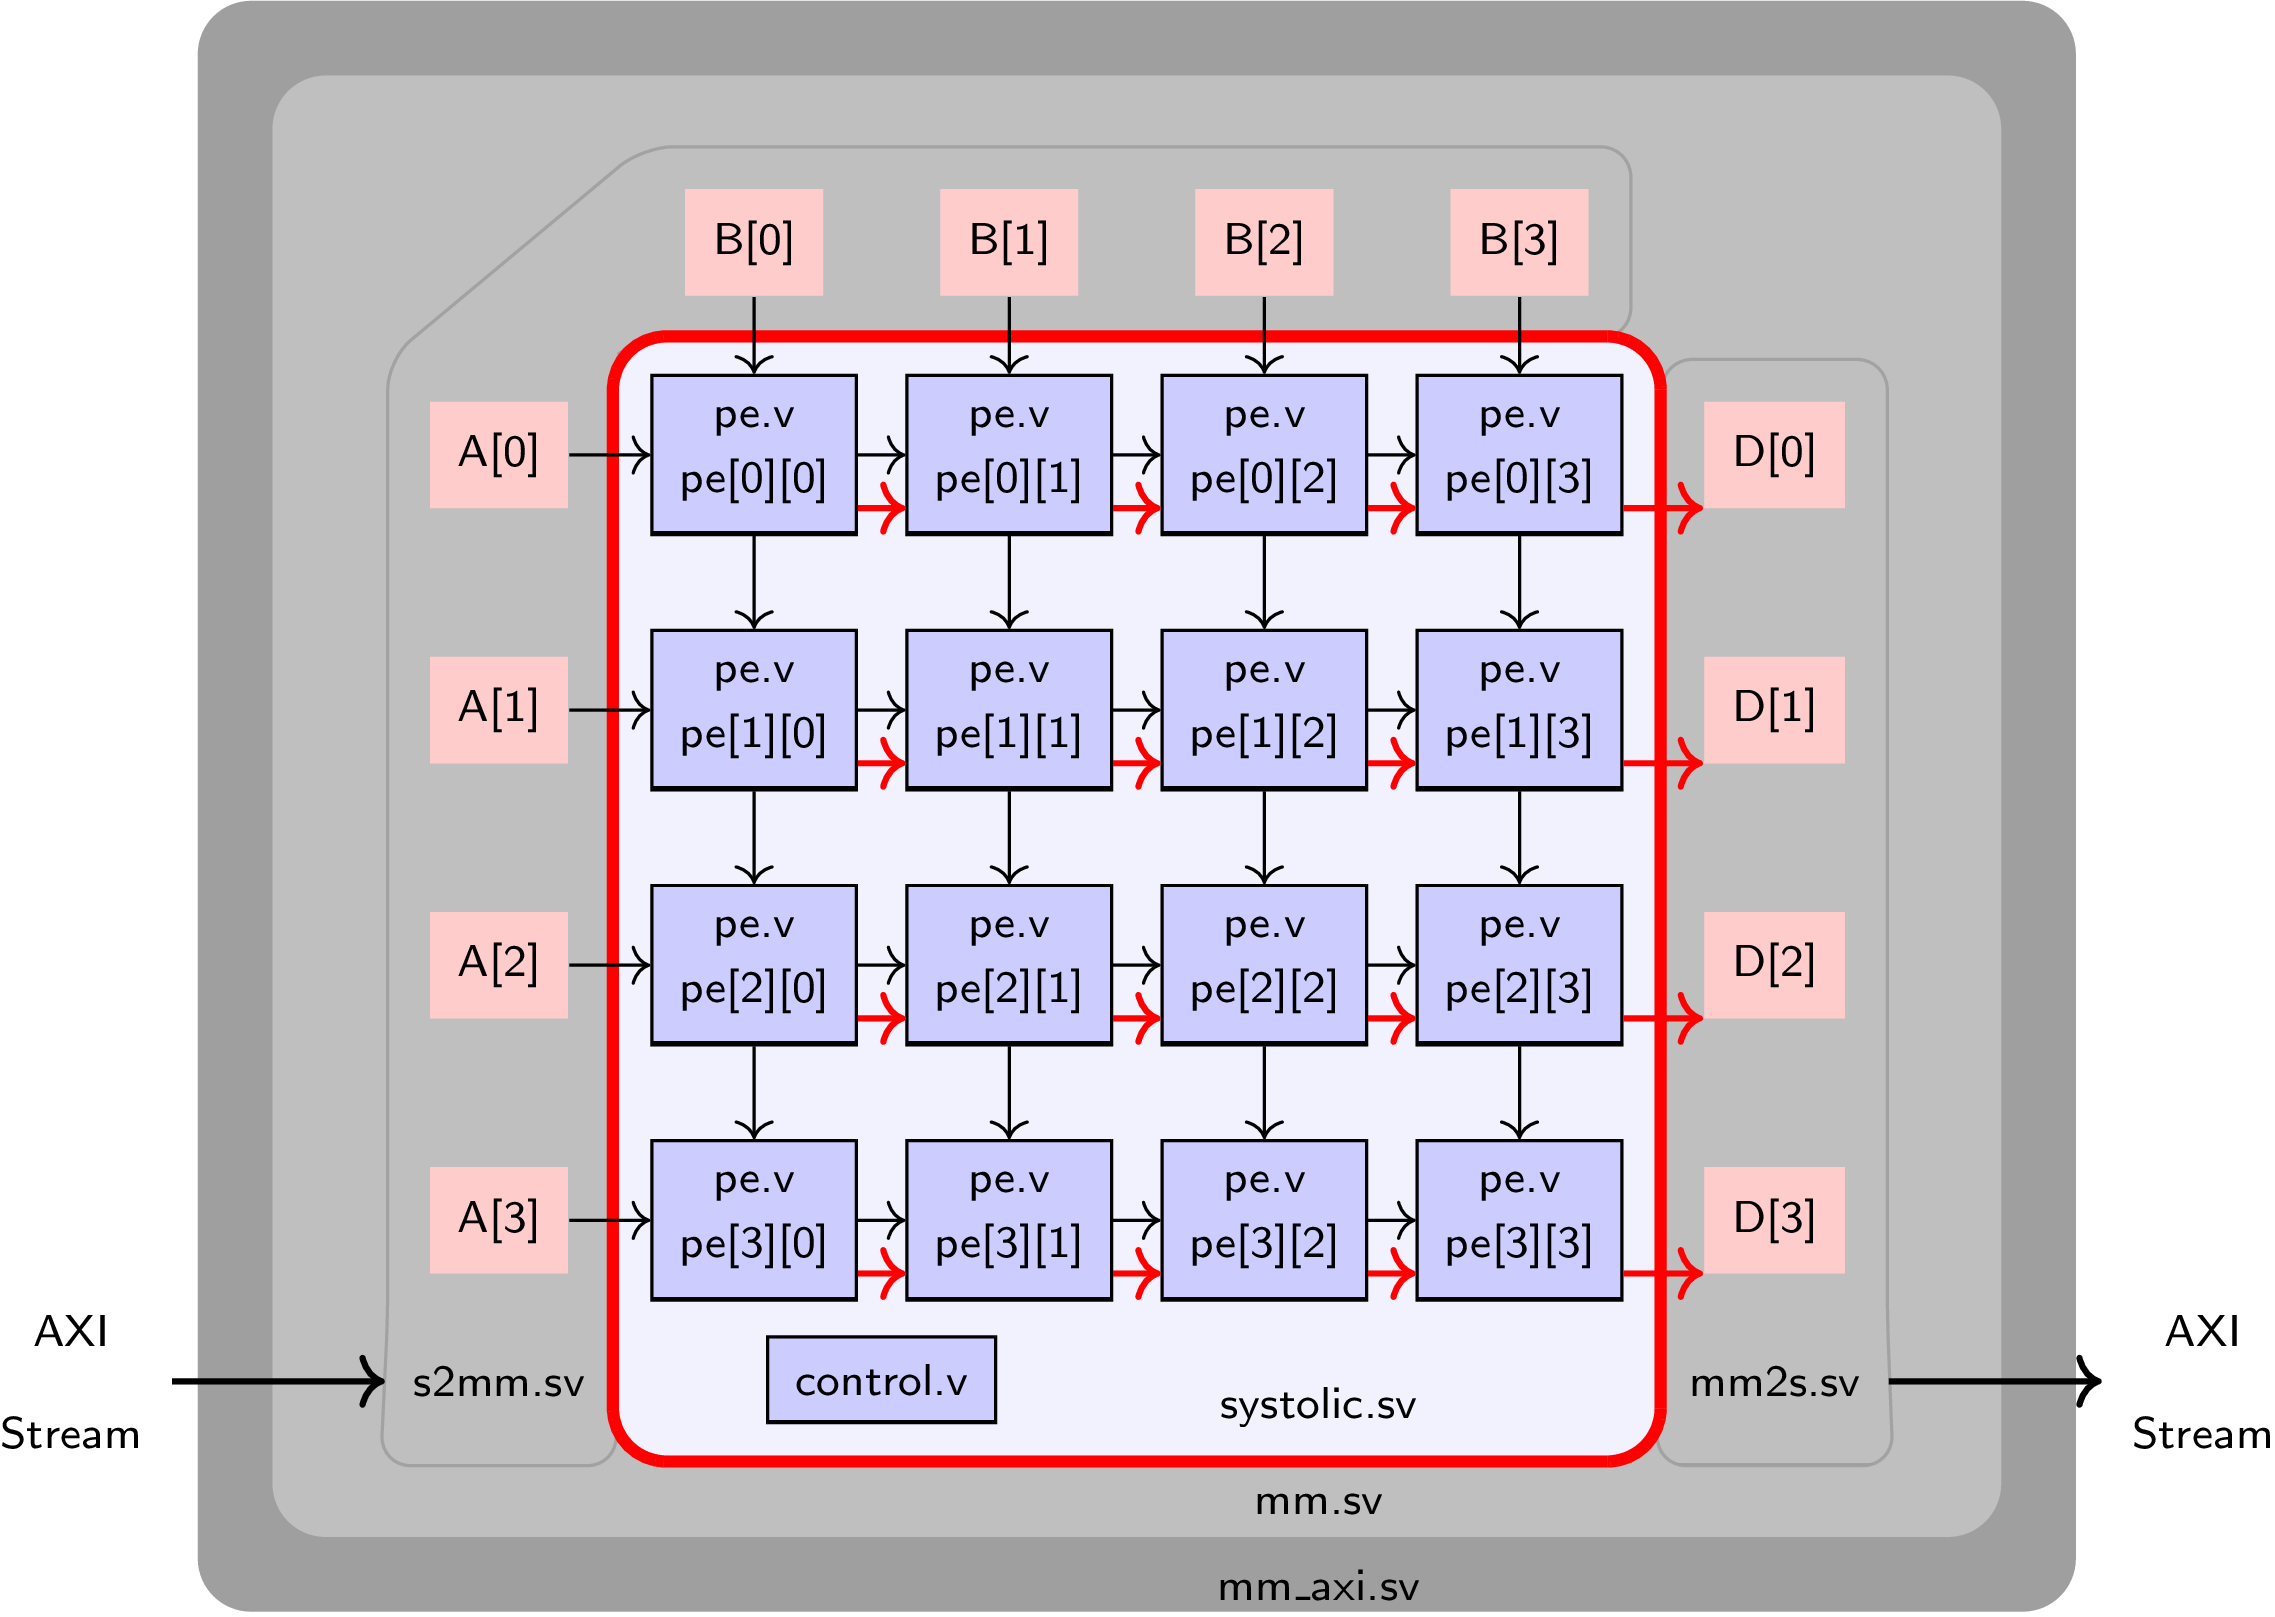 B[0] B[1] B[2] B[3]
A[0] pe.v pe.v pe.v pe.v D[0]
pe[0][0] pe[0][1] pe[0][2] pe[0][3]
A[1] pe.v pe.v pe.v pe.v D[1]
pe[1][0] pe[1][1] pe[1][2] pe[1][3]
A[2] pe.v pe.v pe.v pe.v D[2]
pe[2][0] pe[2][1] pe[2][2] pe[2][3]
A[3] pe.v pe.v pe.v pe.v D[3]
pe[3][0] pe[3][1] pe[3][2] pe[3][3]
AXI
Stream
s2mm.sv
control.v
systolic.sv
mm2s.sv
AXI
Stream
mm.sv
mm_axi.sv